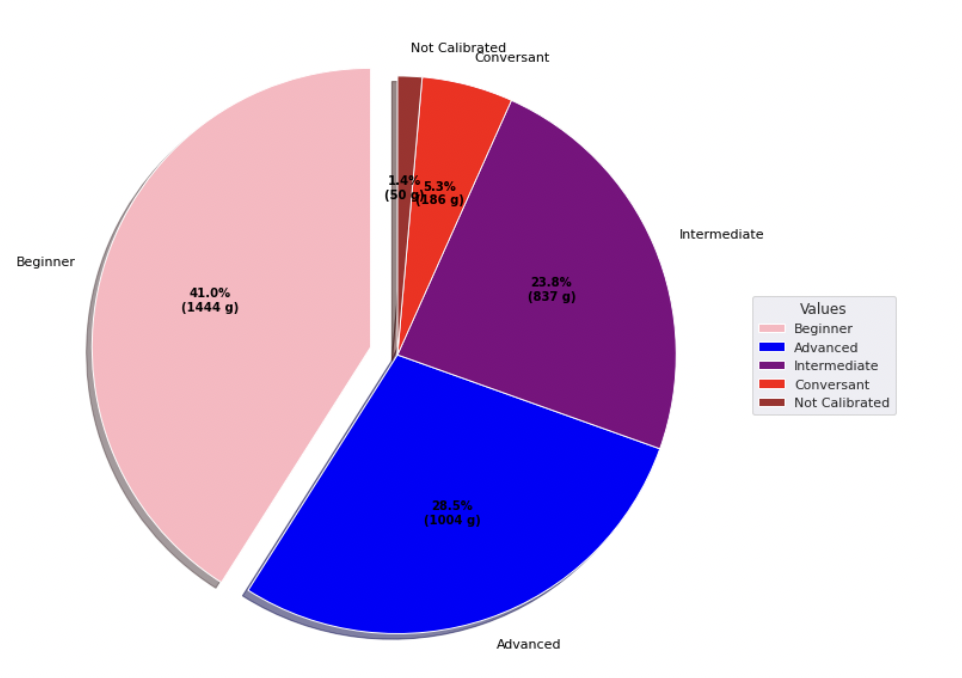 Not Calibrated
Conversant
1.4%
(50 g)
5.3%
(186 g)
Intermediate
Beginner
23.8%
(837 g)
41.0%
(1444 g)
Values
Beginner
Advanced
Intermediate
Conversant
Not Calibrated
28.5%
(1004 g)
Advanced